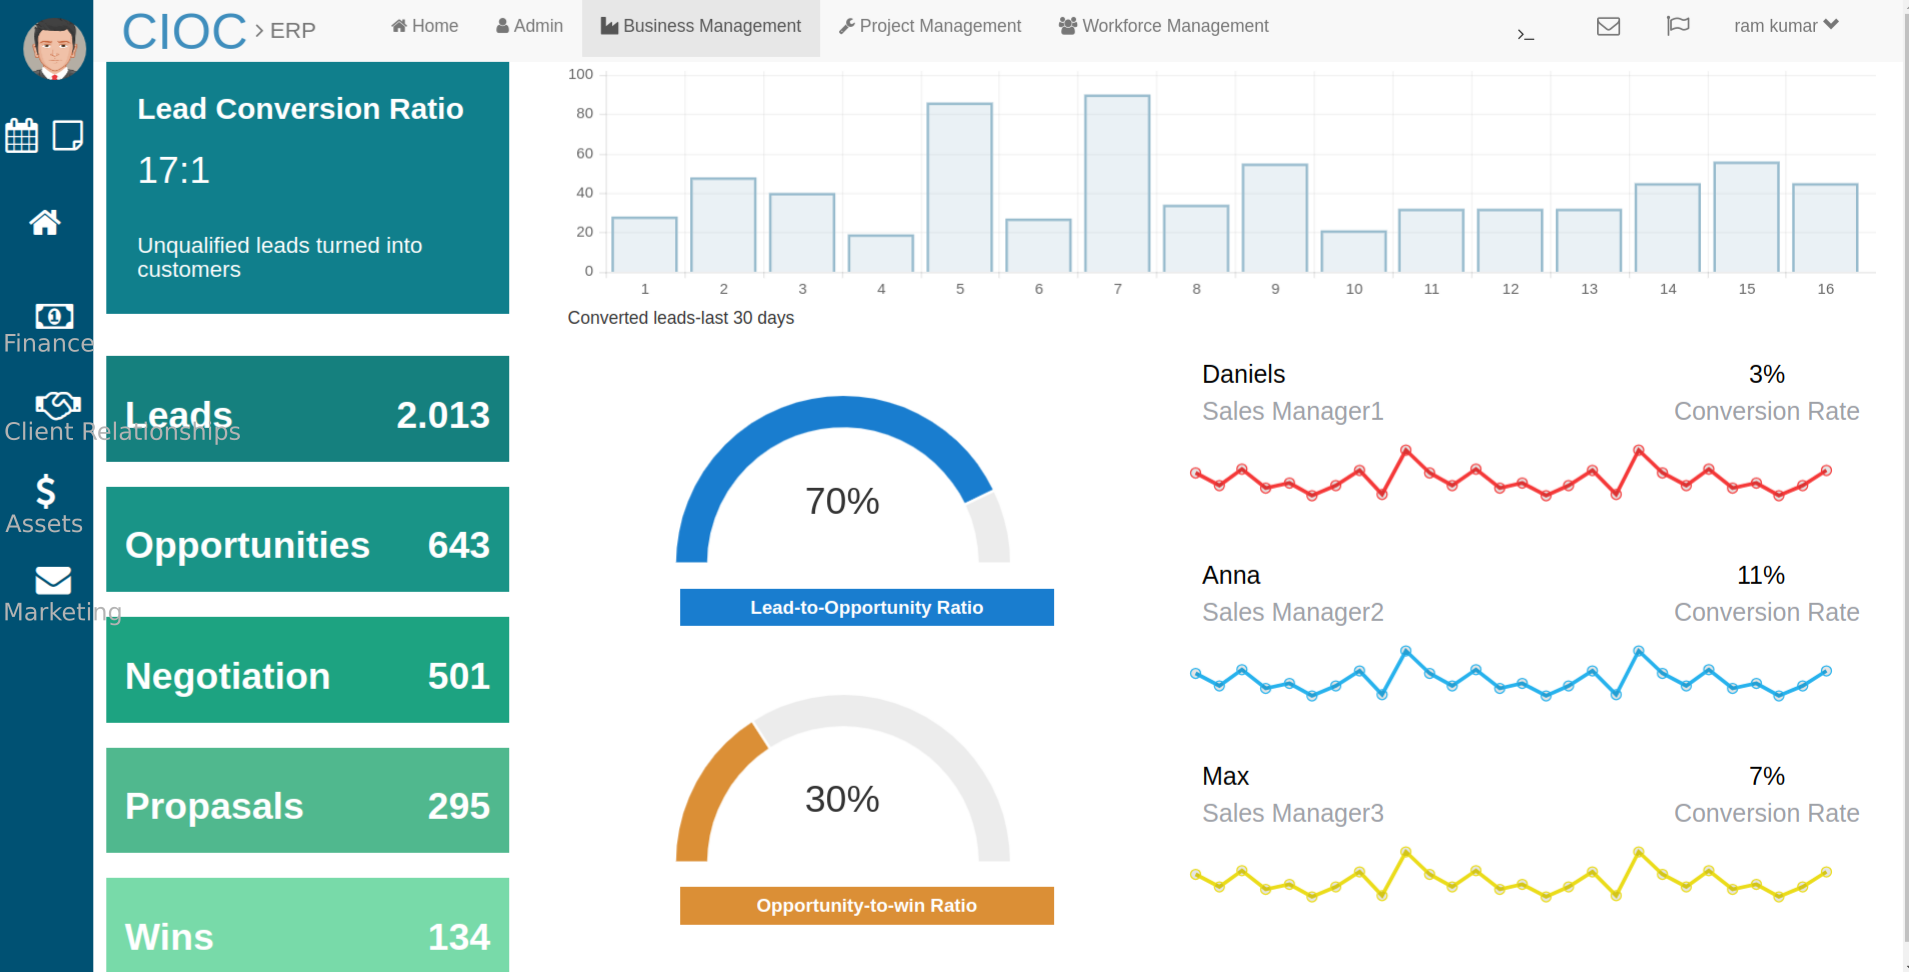 CIOC > ERP
Home
Admin
Business Management
Project Management
Workforce Management
>_
ram kumar
Finance
Client Relationships
Assets
Marketing
Lead Conversion Ratio
17:1
Unqualified leads turned into
customers
Leads 2.013
Opportunities 643
Negotiation 501
Propasals 295
Wins 134
100
80
60
40
20
0
1 2 3 4 5 6 7 8 9 10 11 12 13 14 15 16
Converted leads-last 30 days
70%
Lead-to-Opportunity Ratio
30%
Opportunity-to-win Ratio
Daniels 3%
Sales Manager1 Conversion Rate
Anna 11%
Sales Manager2 Conversion Rate
Max 7%
Sales Manager3 Conversion Rate